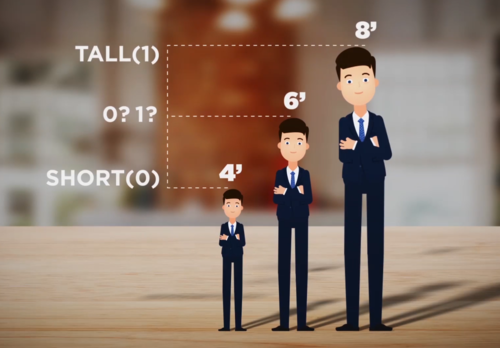 8’
TALL(1)
6’
0? 1?
4’
SHORT(0)